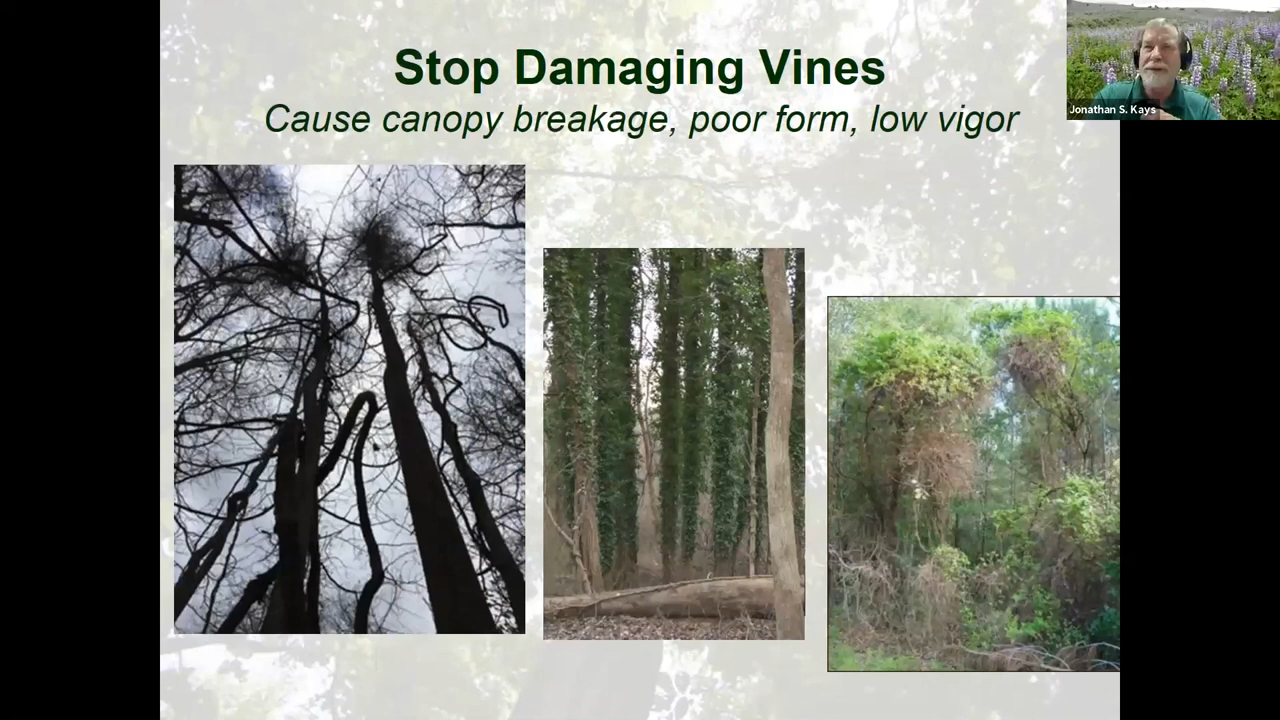 Stop Damaging Vines
Cause canopy breakage, poor form, low vigor
Jonathan S. Kays